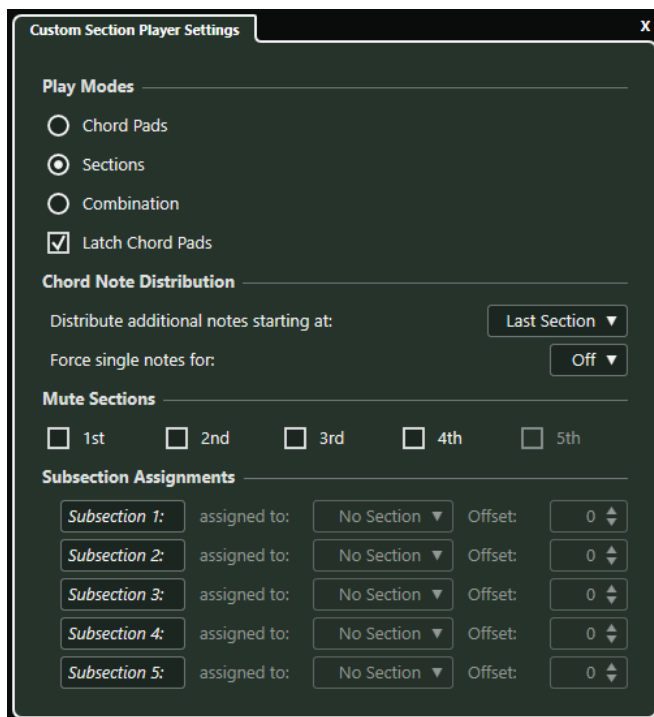 Custom Section Player Settings X
Play Modes
Chord Pads
Sections
Combination
Latch Chord Pads
Chord Note Distribution
Distribute additional notes starting at: Last Section
Force single notes for: Off
Mute Sections
1st 2nd 3rd 4th 5th
Subsection Assignments
Subsection 1: assigned to: No Section Offset: 0
Subsection 2: assigned to: No Section Offset: 0
Subsection 3: assigned to: No Section Offset: 0
Subsection 4: assigned to: No Section Offset: 0
Subsection 5: assigned to: No Section Offset: 0